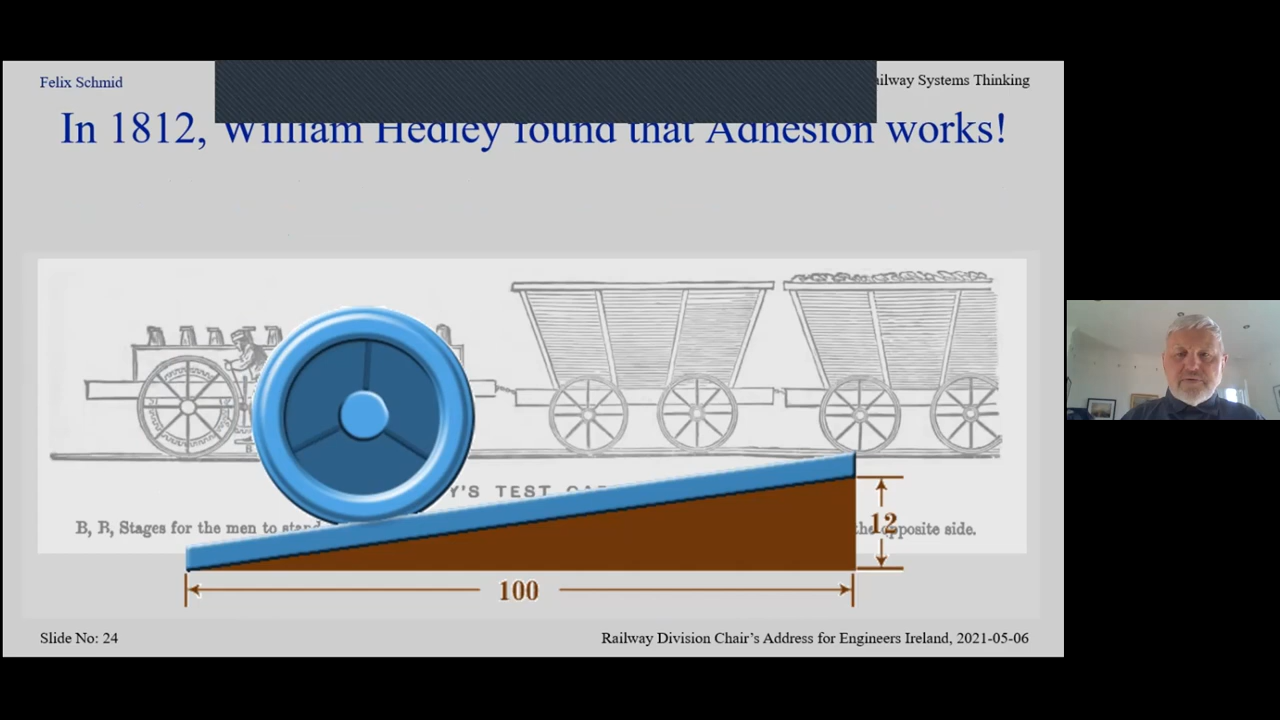 Felix Schmid
ailway Systems Thinking
In 1812, William Hedley found that Adhesion works!
Y'S TEST CA
B, B, Stages for the men to stand
the opposite side.
12
100
Slide No: 24
Railway Division Chair's Address for Engineers Ireland, 2021-05-06